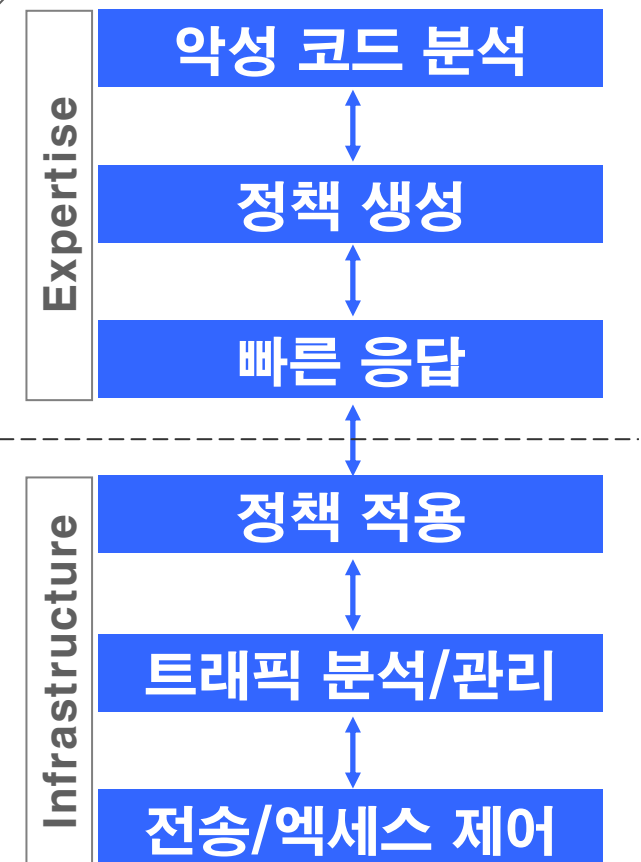 Expertise
악성 코드 분석
정책 생성
빠른 응답
Infrastructure
정책 적용
트래픽 분석/관리
전송/엑세스 제어